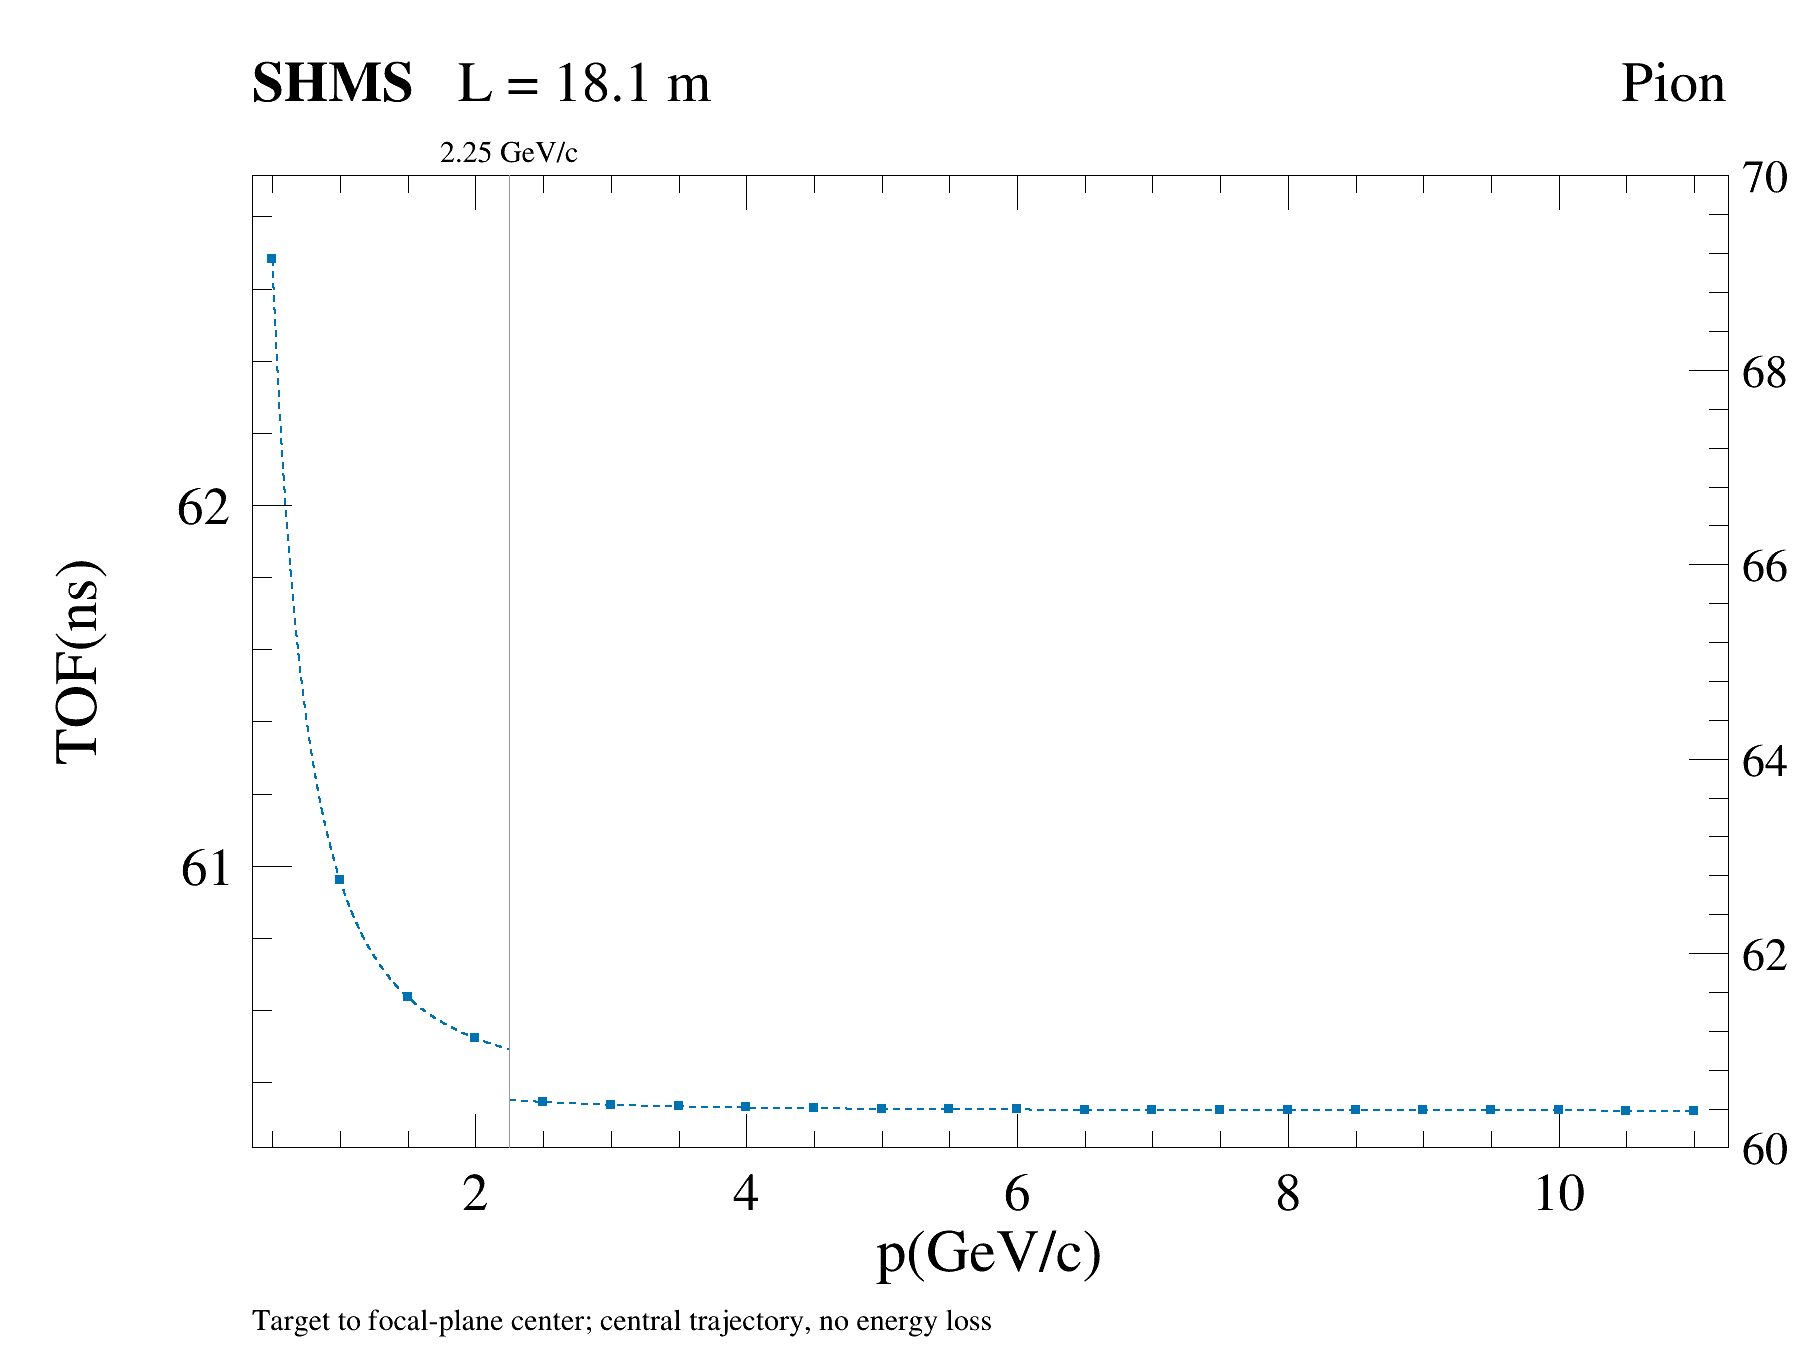 SHMS L = 18.1 m
Pion
2.25 GeV/c
70
68
66
64
62
60
62
61
TOF(ns)
2 4 6 8 10
p(GeV/c)
Target to focal-plane center; central trajectory, no energy loss